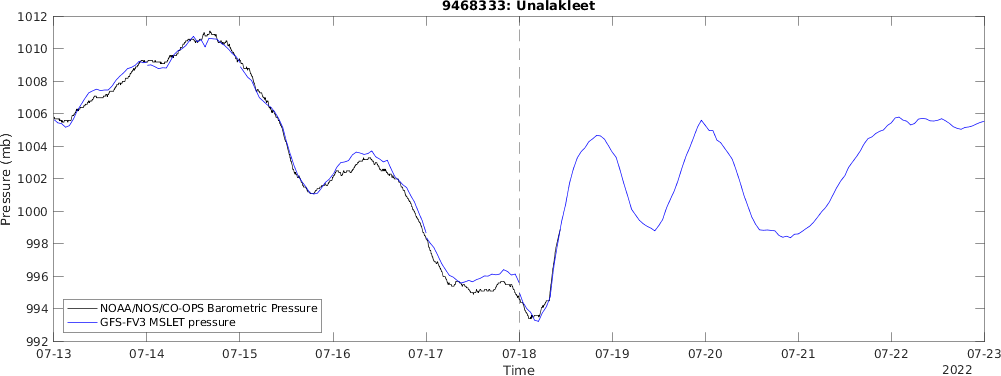 9468333: Unalakleet
1012
1010
1008
1006
1004
1002
1000
998
996
994
992
Pressure (mb)
NOAA/NOS/CO-OPS Barometric Pressure
GFS-FV3 MSLET pressure
07-13 07-14 07-15 07-16 07-17 07-18 07-19 07-20 07-21 07-22 07-23
Time
2022